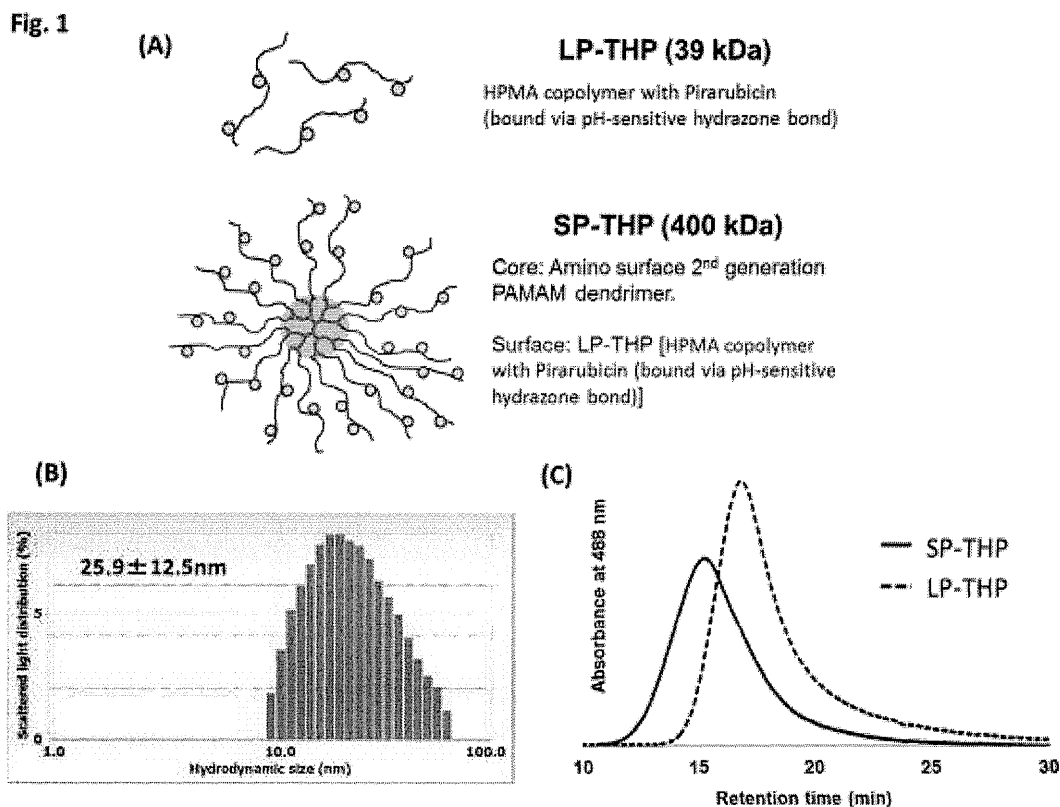 Fig. 1
(A)
LP-THP (39 kDa)
HPMA copolymer with Pirarubicin
(bound via pH-sensitive hydrazone bond)
SP-THP (400 kDa)
Core: Amino surface 2nd generation
PAMAM dendrimer.
Surface: LP-THP [HPMA copolymer
with Pirarubicin (bound via pH-sensitive
hydrazone bond)]
(B)
25.9±12.5nm
Scattered light distribution (%)
5
0
1.0 10.0 100.0
Hydrodynamic size (nm)
(C)
Absorbance at 488 nm
SP-THP
LP-THP
10 15 20 25 30
Retention time (min)